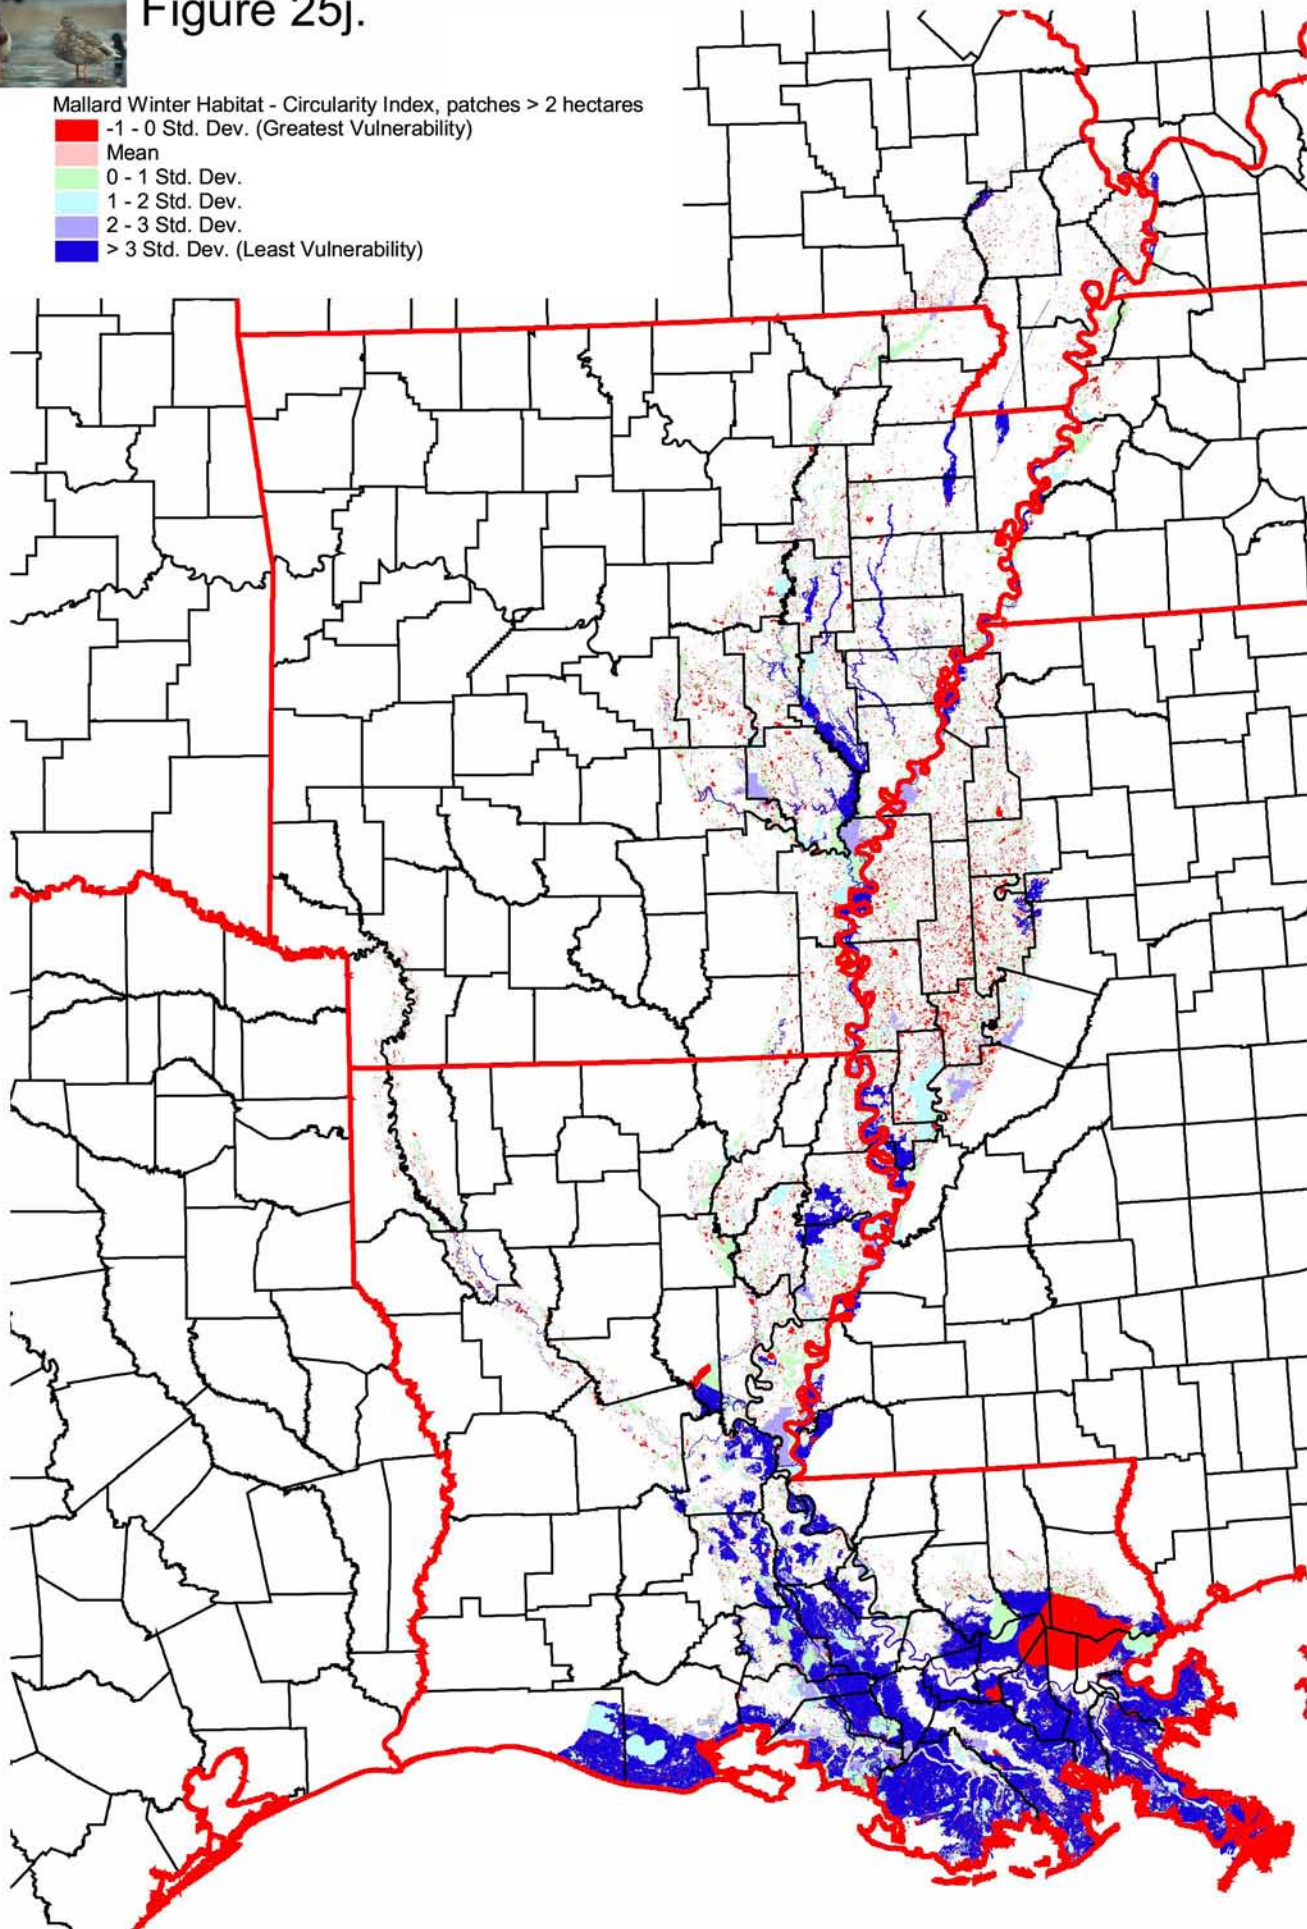 Figure 25j.
Mallard Winter Habitat - Circularity Index, patches > 2 hectares
-1 - 0 Std. Dev. (Greatest Vulnerability)
Mean
0 - 1 Std. Dev.
1 - 2 Std. Dev.
2 - 3 Std. Dev.
> 3 Std. Dev. (Least Vulnerability)